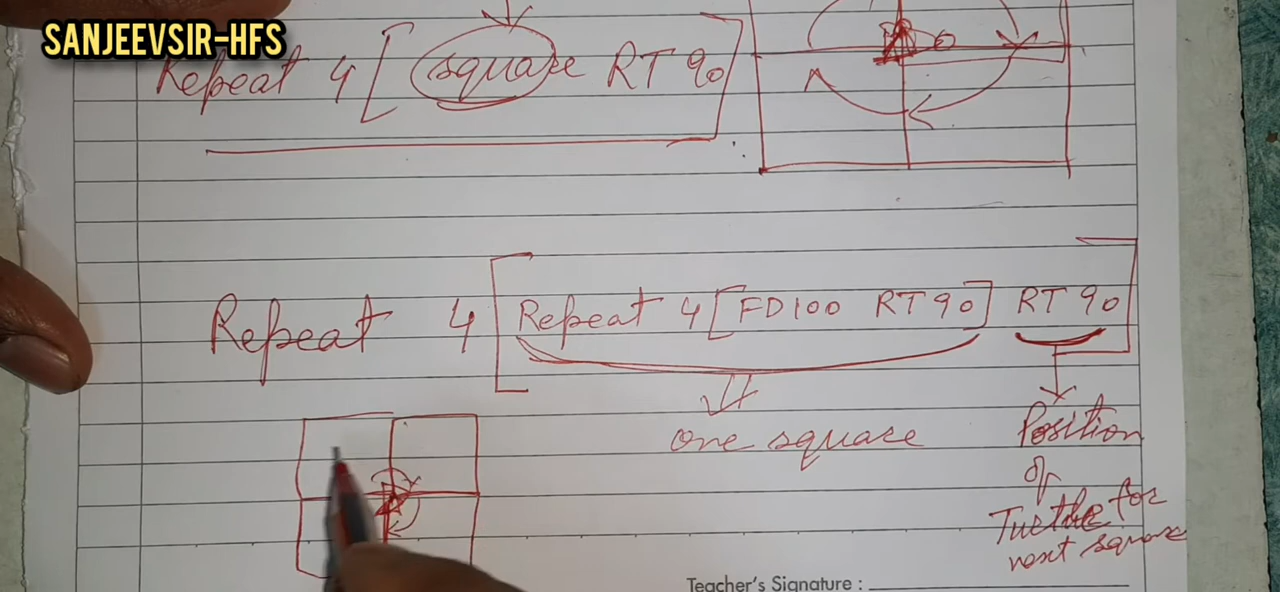 SANJEEVSIR-HFS
Repeat 4 [ square RT 90 ]
Repeat 4 [ Repeat 4 [ FD 100 RT 90 ] RT 90 ]
one square
Position
of
Turtle for
next square
Teacher's Signature :